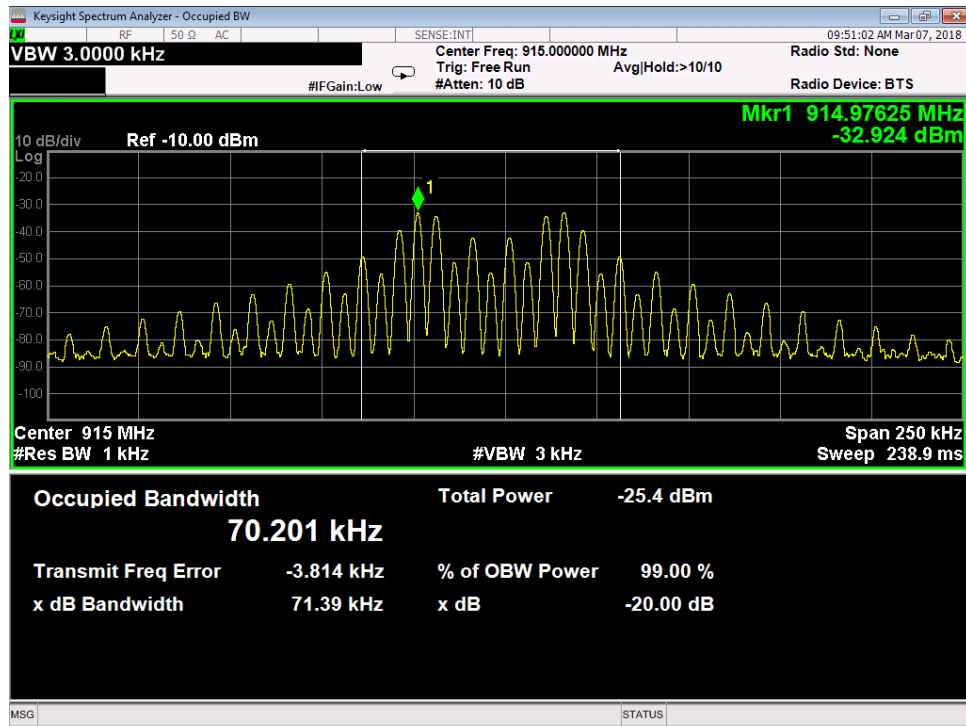 Keysight Spectrum Analyzer - Occupied BW
LXI RF 50 Ω AC SENSE:INT 09:51:02 AM Mar 07, 2018
VBW 3.0000 kHz Center Freq: 915.000000 MHz Radio Std: None
Trig: Free Run Avg|Hold:>10/10
#IFGain:Low #Atten: 10 dB Radio Device: BTS
Mkr1 914.97625 MHz
10 dB/div Ref -10.00 dBm -32.924 dBm
Log
-20.0
1
-30.0
-40.0
-50.0
-60.0
-70.0
-80.0
-90.0
-100
Center 915 MHz Span 250 kHz
#Res BW 1 kHz #VBW 3 kHz Sweep 238.9 ms
Occupied Bandwidth Total Power -25.4 dBm
70.201 kHz
Transmit Freq Error -3.814 kHz % of OBW Power 99.00 %
x dB Bandwidth 71.39 kHz x dB -20.00 dB
MSG STATUS